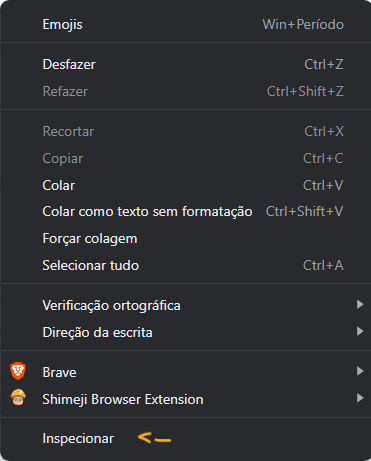 Emojis Win+Período
Desfazer Ctrl+Z
Refazer Ctrl+Shift+Z
Recortar Ctrl+X
Copiar Ctrl+C
Colar Ctrl+V
Colar como texto sem formatação Ctrl+Shift+V
Forçar colagem
Selecionar tudo Ctrl+A
Verificação ortográfica
Direção da escrita
Brave
Shimeji Browser Extension
Inspecionar